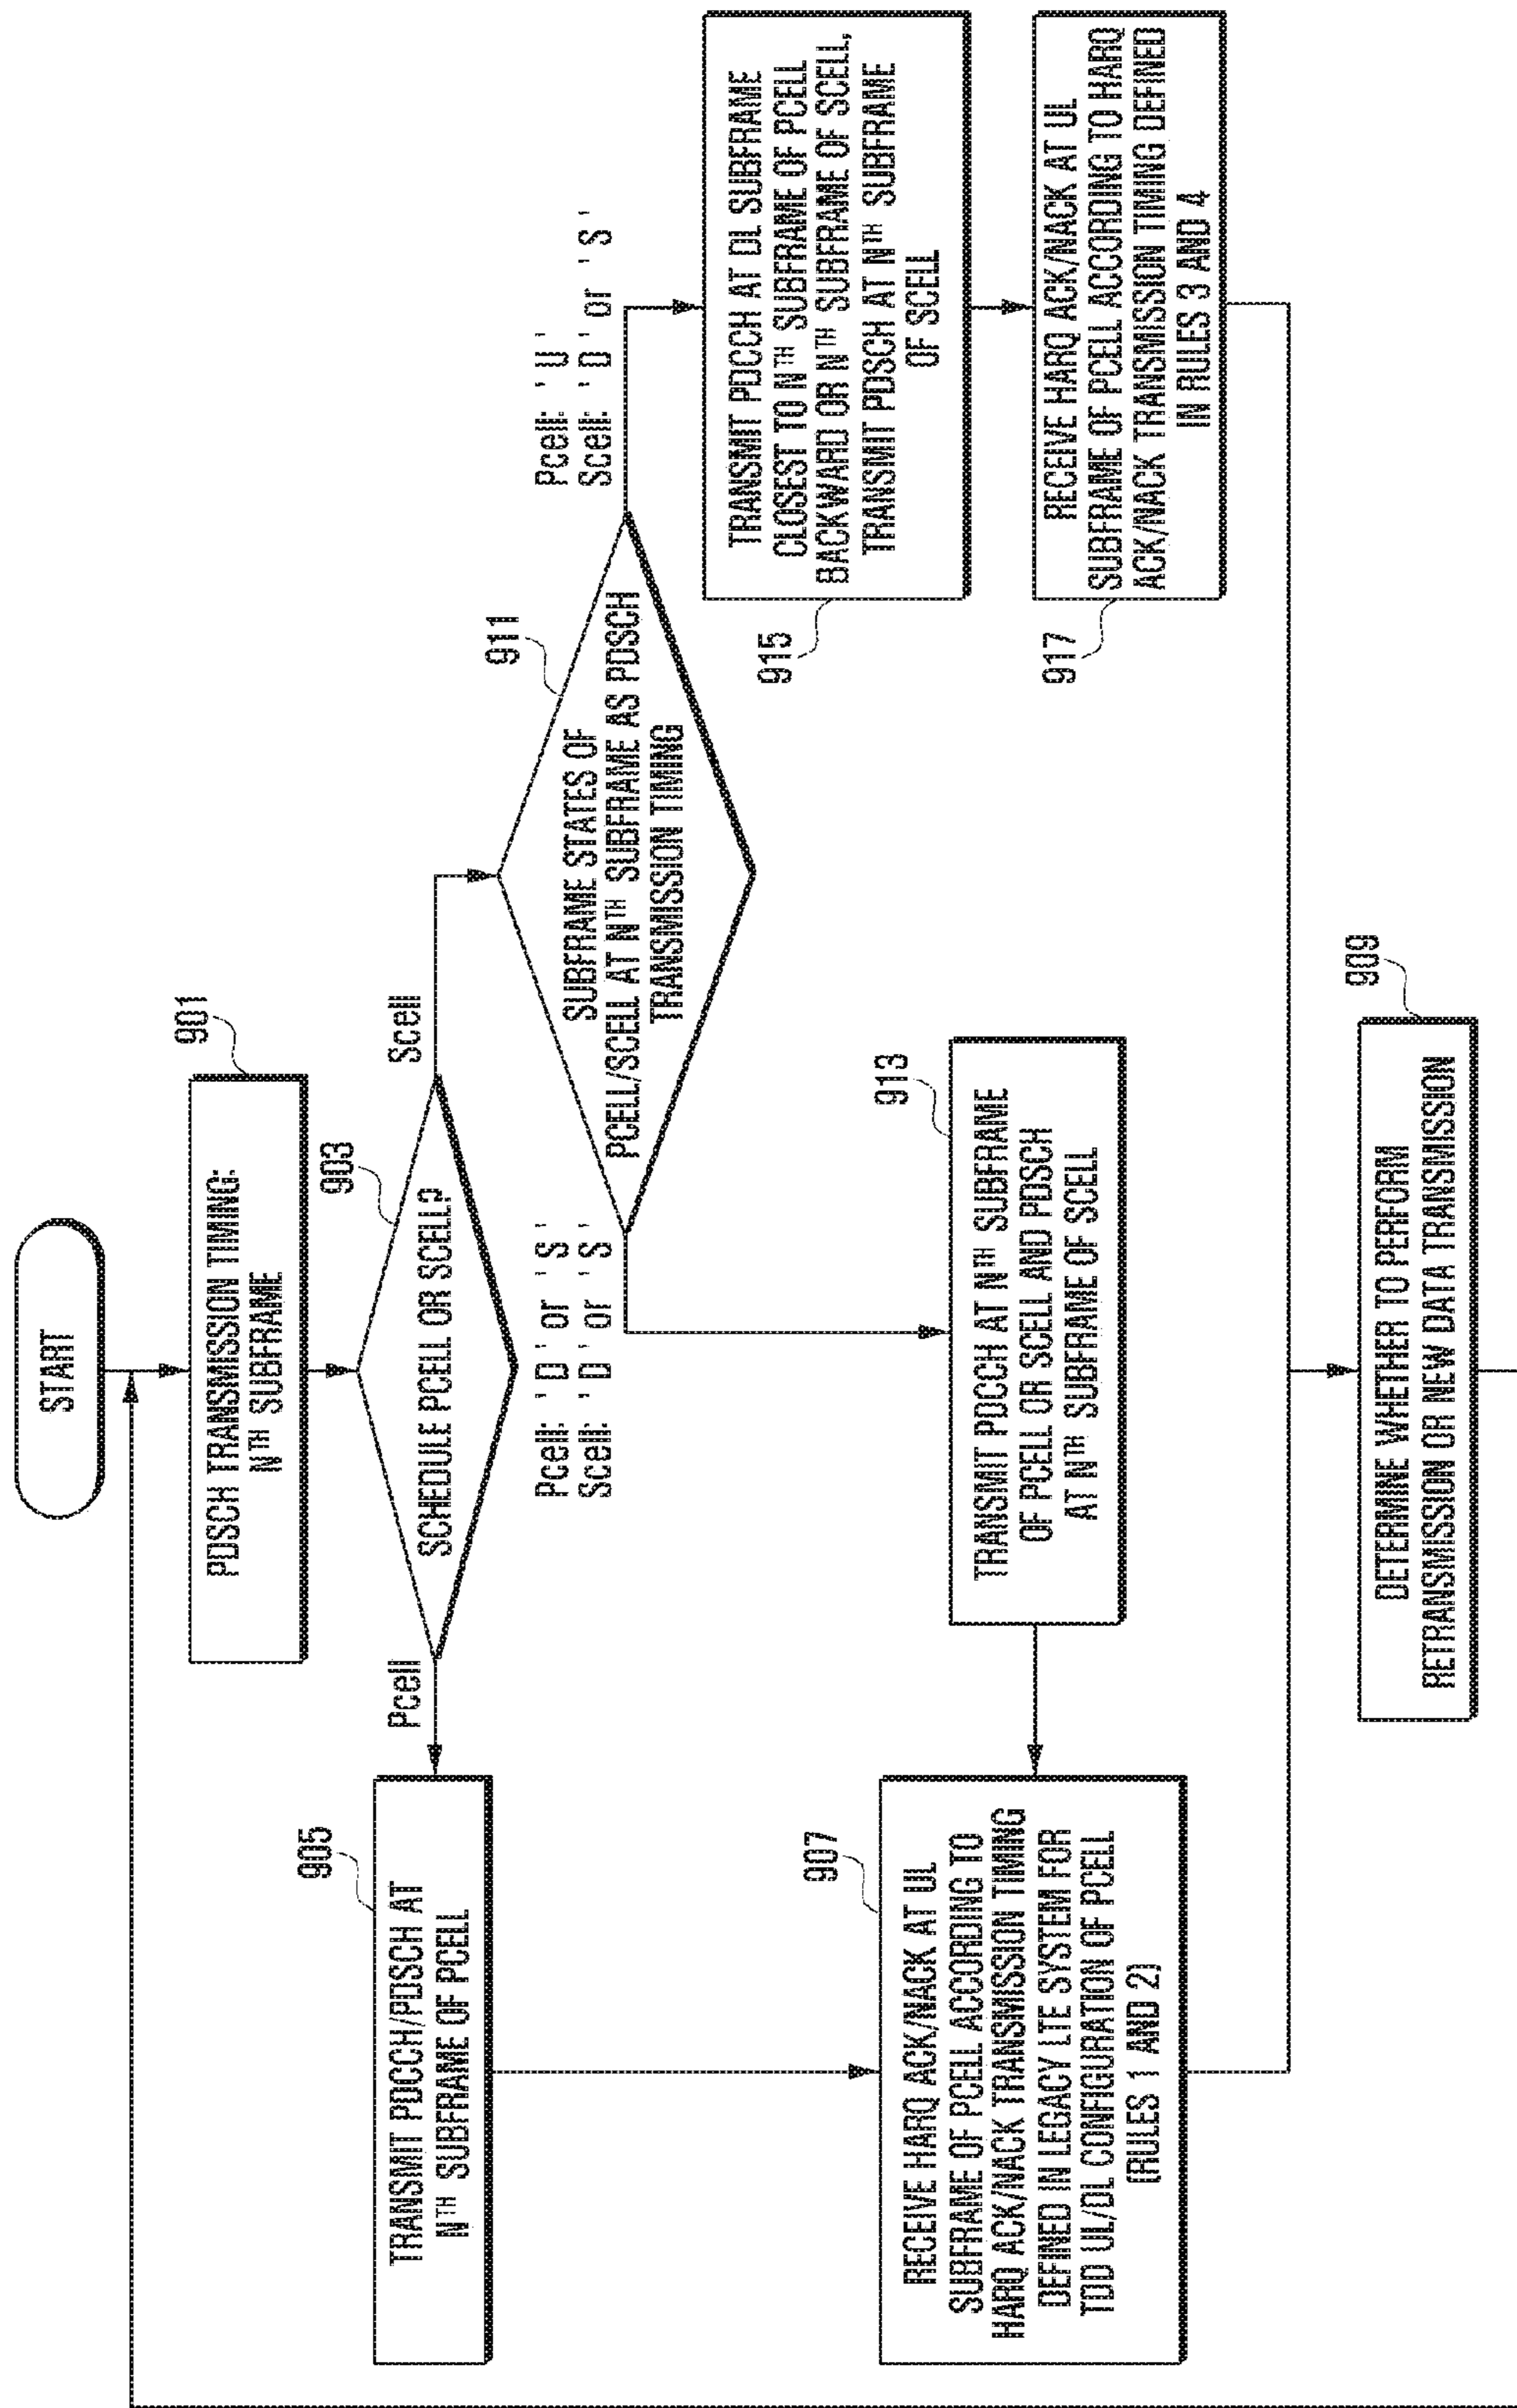 START
901
PDSCH TRANSMISSION TIMING:
NTH SUBFRAME
903
SCHEDULE PCELL OR SCELL?
Pcell
Scell
905
TRANSMIT PDCCH/PDSCH AT
NTH SUBFRAME OF PCELL
911
SUBFRAME STATES OF
PCELL/SCELL AT NTH SUBFRAME AS PDSCH
TRANSMISSION TIMING
Pcell: 'D' or 'S'
Scell: 'D' or 'S'
Pcell: 'U'
Scell: 'D' or 'S'
907
RECEIVE HARQ ACK/NACK AT UL
SUBFRAME OF PCELL ACCORDING TO
HARQ ACK/NACK TRANSMISSION TIMING
DEFINED IN LEGACY LTE SYSTEM FOR
TDD UL/DL CONFIGURATION OF PCELL
(RULES 1 AND 2)
913
TRANSMIT PDCCH AT NTH SUBFRAME
OF PCELL OR SCELL AND PDSCH
AT NTH SUBFRAME OF SCELL
915
TRANSMIT PDCCH AT DL SUBFRAME
CLOSEST TO NTH SUBFRAME OF PCELL
BACKWARD OR NTH SUBFRAME OF SCELL,
TRANSMIT PDSCH AT NTH SUBFRAME
OF SCELL
917
RECEIVE HARQ ACK/NACK AT UL
SUBFRAME OF PCELL ACCORDING TO HARQ
ACK/NACK TRANSMISSION TIMING DEFINED
IN RULES 3 AND 4
909
DETERMINE WHETHER TO PERFORM
RETRANSMISSION OR NEW DATA TRANSMISSION